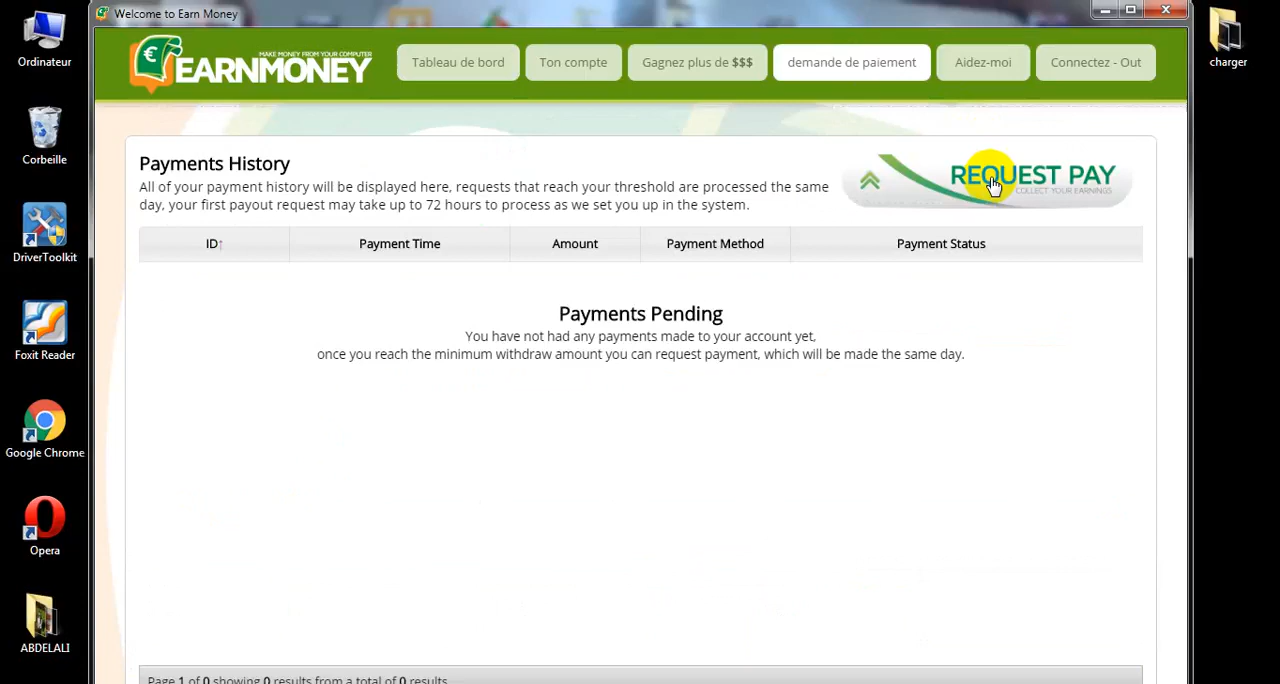 Welcome to Earn Money
Ordinateur
Corbeille
DriverToolkit
Foxit Reader
Google Chrome
Opera
ABDELALI
charger
€
MAKE MONEY FROM YOUR COMPUTER
EARNMONEY
Tableau de bord
Ton compte
Gagnez plus de $$$
demande de paiement
Aidez-moi
Connectez - Out
Payments History
All of your payment history will be displayed here, requests that reach your threshold are processed the same
day, your first payout request may take up to 72 hours to process as we set you up in the system.
REQUEST PAY
COLLECT YOUR EARNINGS
ID↑ Payment Time Amount Payment Method Payment Status
Payments Pending
You have not had any payments made to your account yet,
once you reach the minimum withdraw amount you can request payment, which will be made the same day.
Page 1 of 0 showing 0 results from a total of 0 results